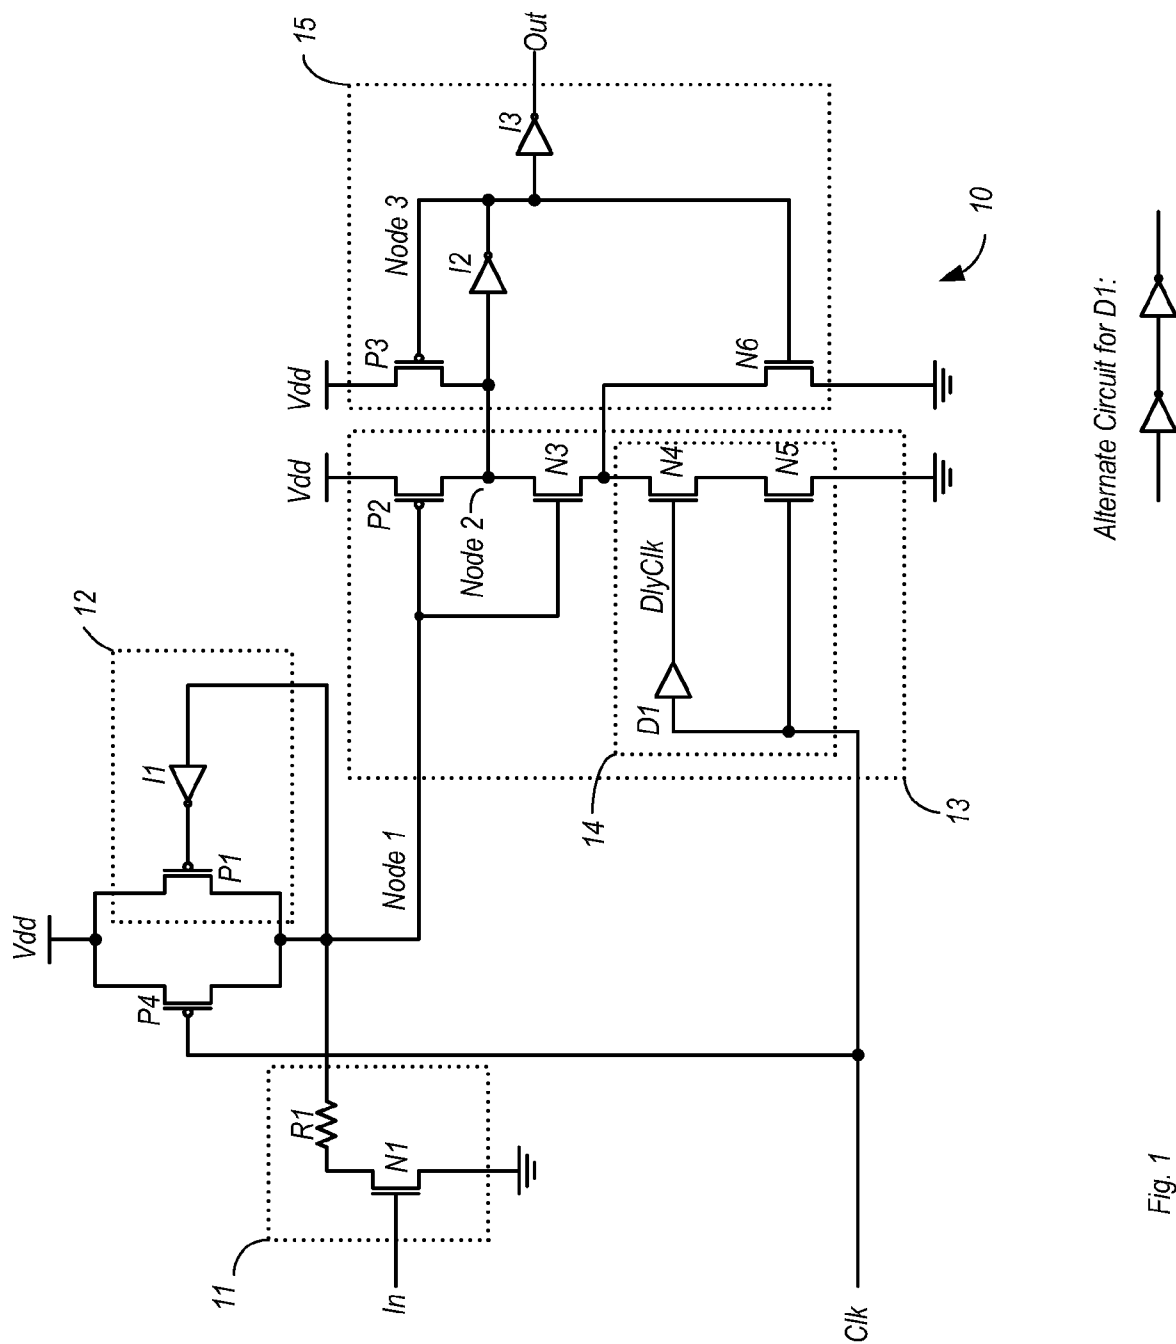 15
Out
I3
Node 3
I2
10
Vdd
P3
N6
Vdd
P2
Node 2
N3
N4
N5
DlyClk
D1
14
13
12
I1
P1
Vdd
P4
Node 1
R1
N1
11
In
Clk
Alternate Circuit for D1:
Fig. 1